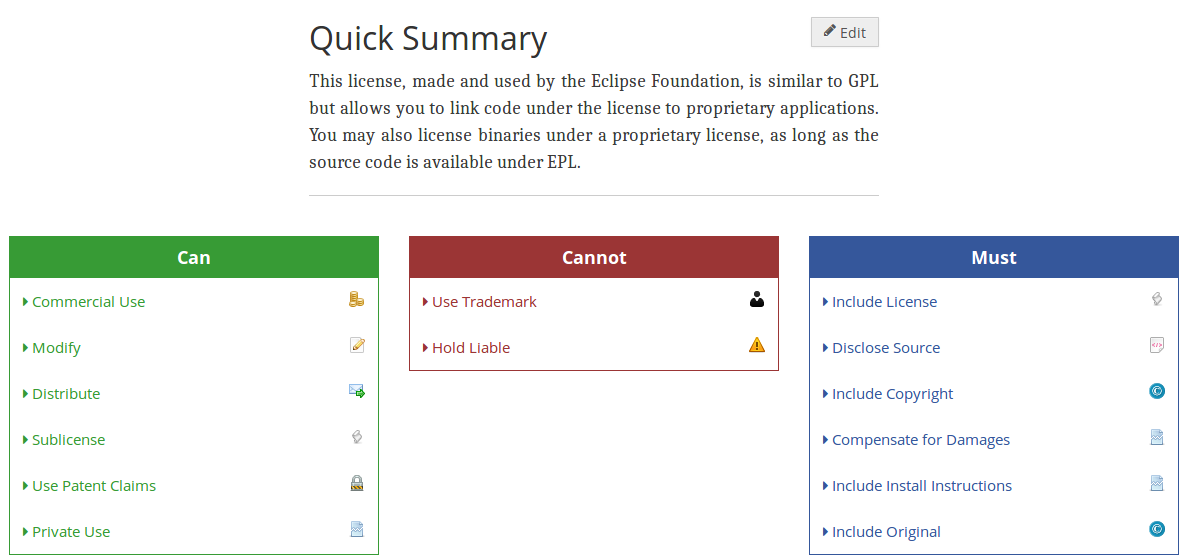 Quick Summary
Edit
This license, made and used by the Eclipse Foundation, is similar to GPL
but allows you to link code under the license to proprietary applications.
You may also license binaries under a proprietary license, as long as the
source code is available under EPL.
Can
Commercial Use
Modify
Distribute
Sublicense
Use Patent Claims
Private Use
Cannot
Use Trademark
Hold Liable
Must
Include License
Disclose Source
Include Copyright
Compensate for Damages
Include Install Instructions
Include Original